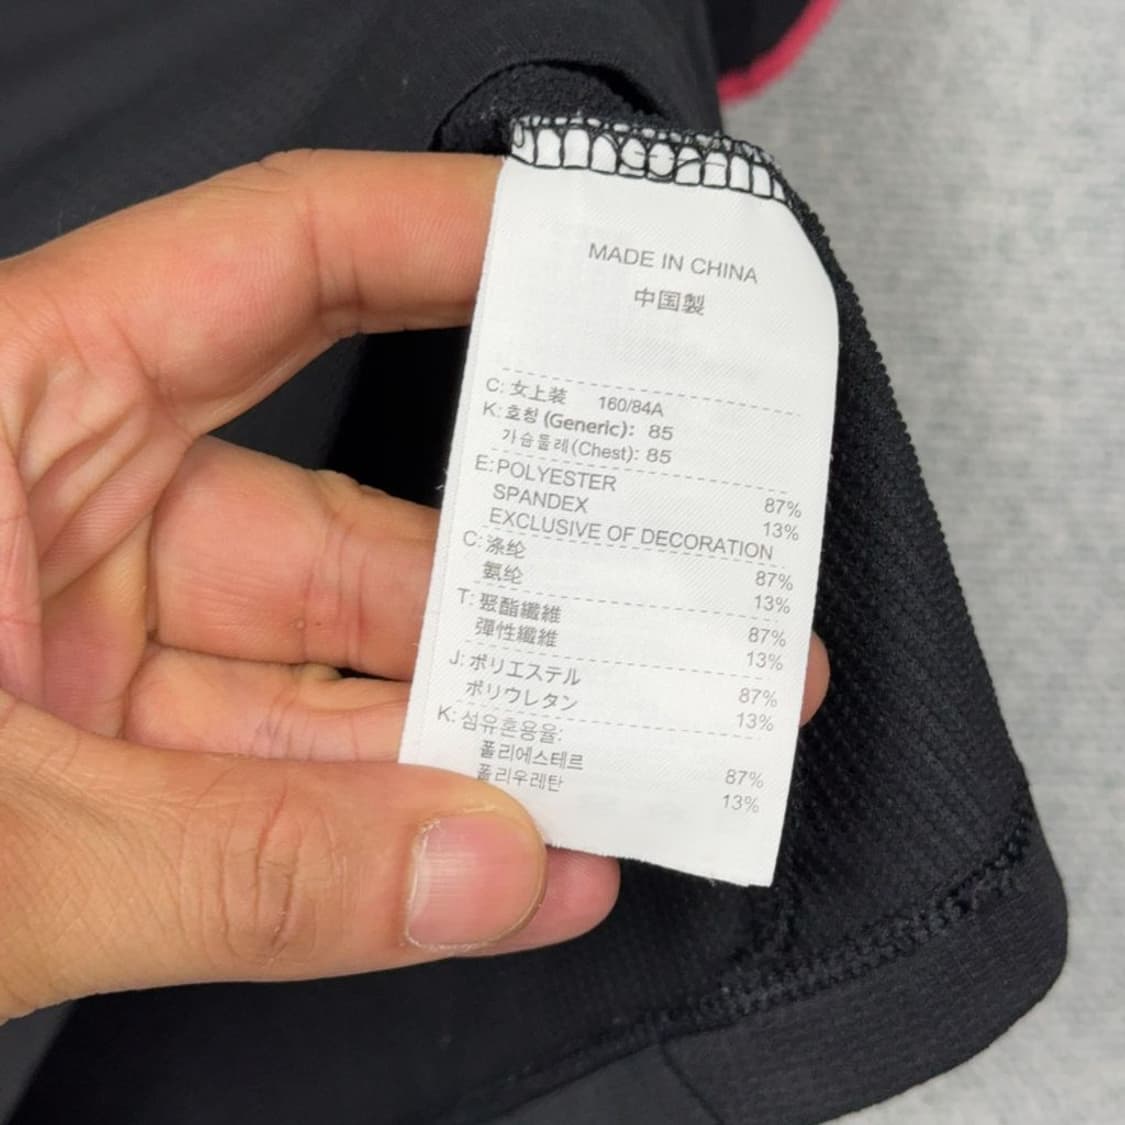 MADE IN CHINA
中国製
C: 女上装 160/84A
K: 호칭 (Generic): 85
가슴둘레(Chest): 85
E: POLYESTER 87%
SPANDEX 13%
EXCLUSIVE OF DECORATION
C: 涤纶 87%
氨纶 13%
T: 聚酯纖維 87%
彈性纖維 13%
J: ポリエステル 87%
ポリウレタン 13%
K: 섬유혼용율:
폴리에스테르 87%
폴리우레탄 13%